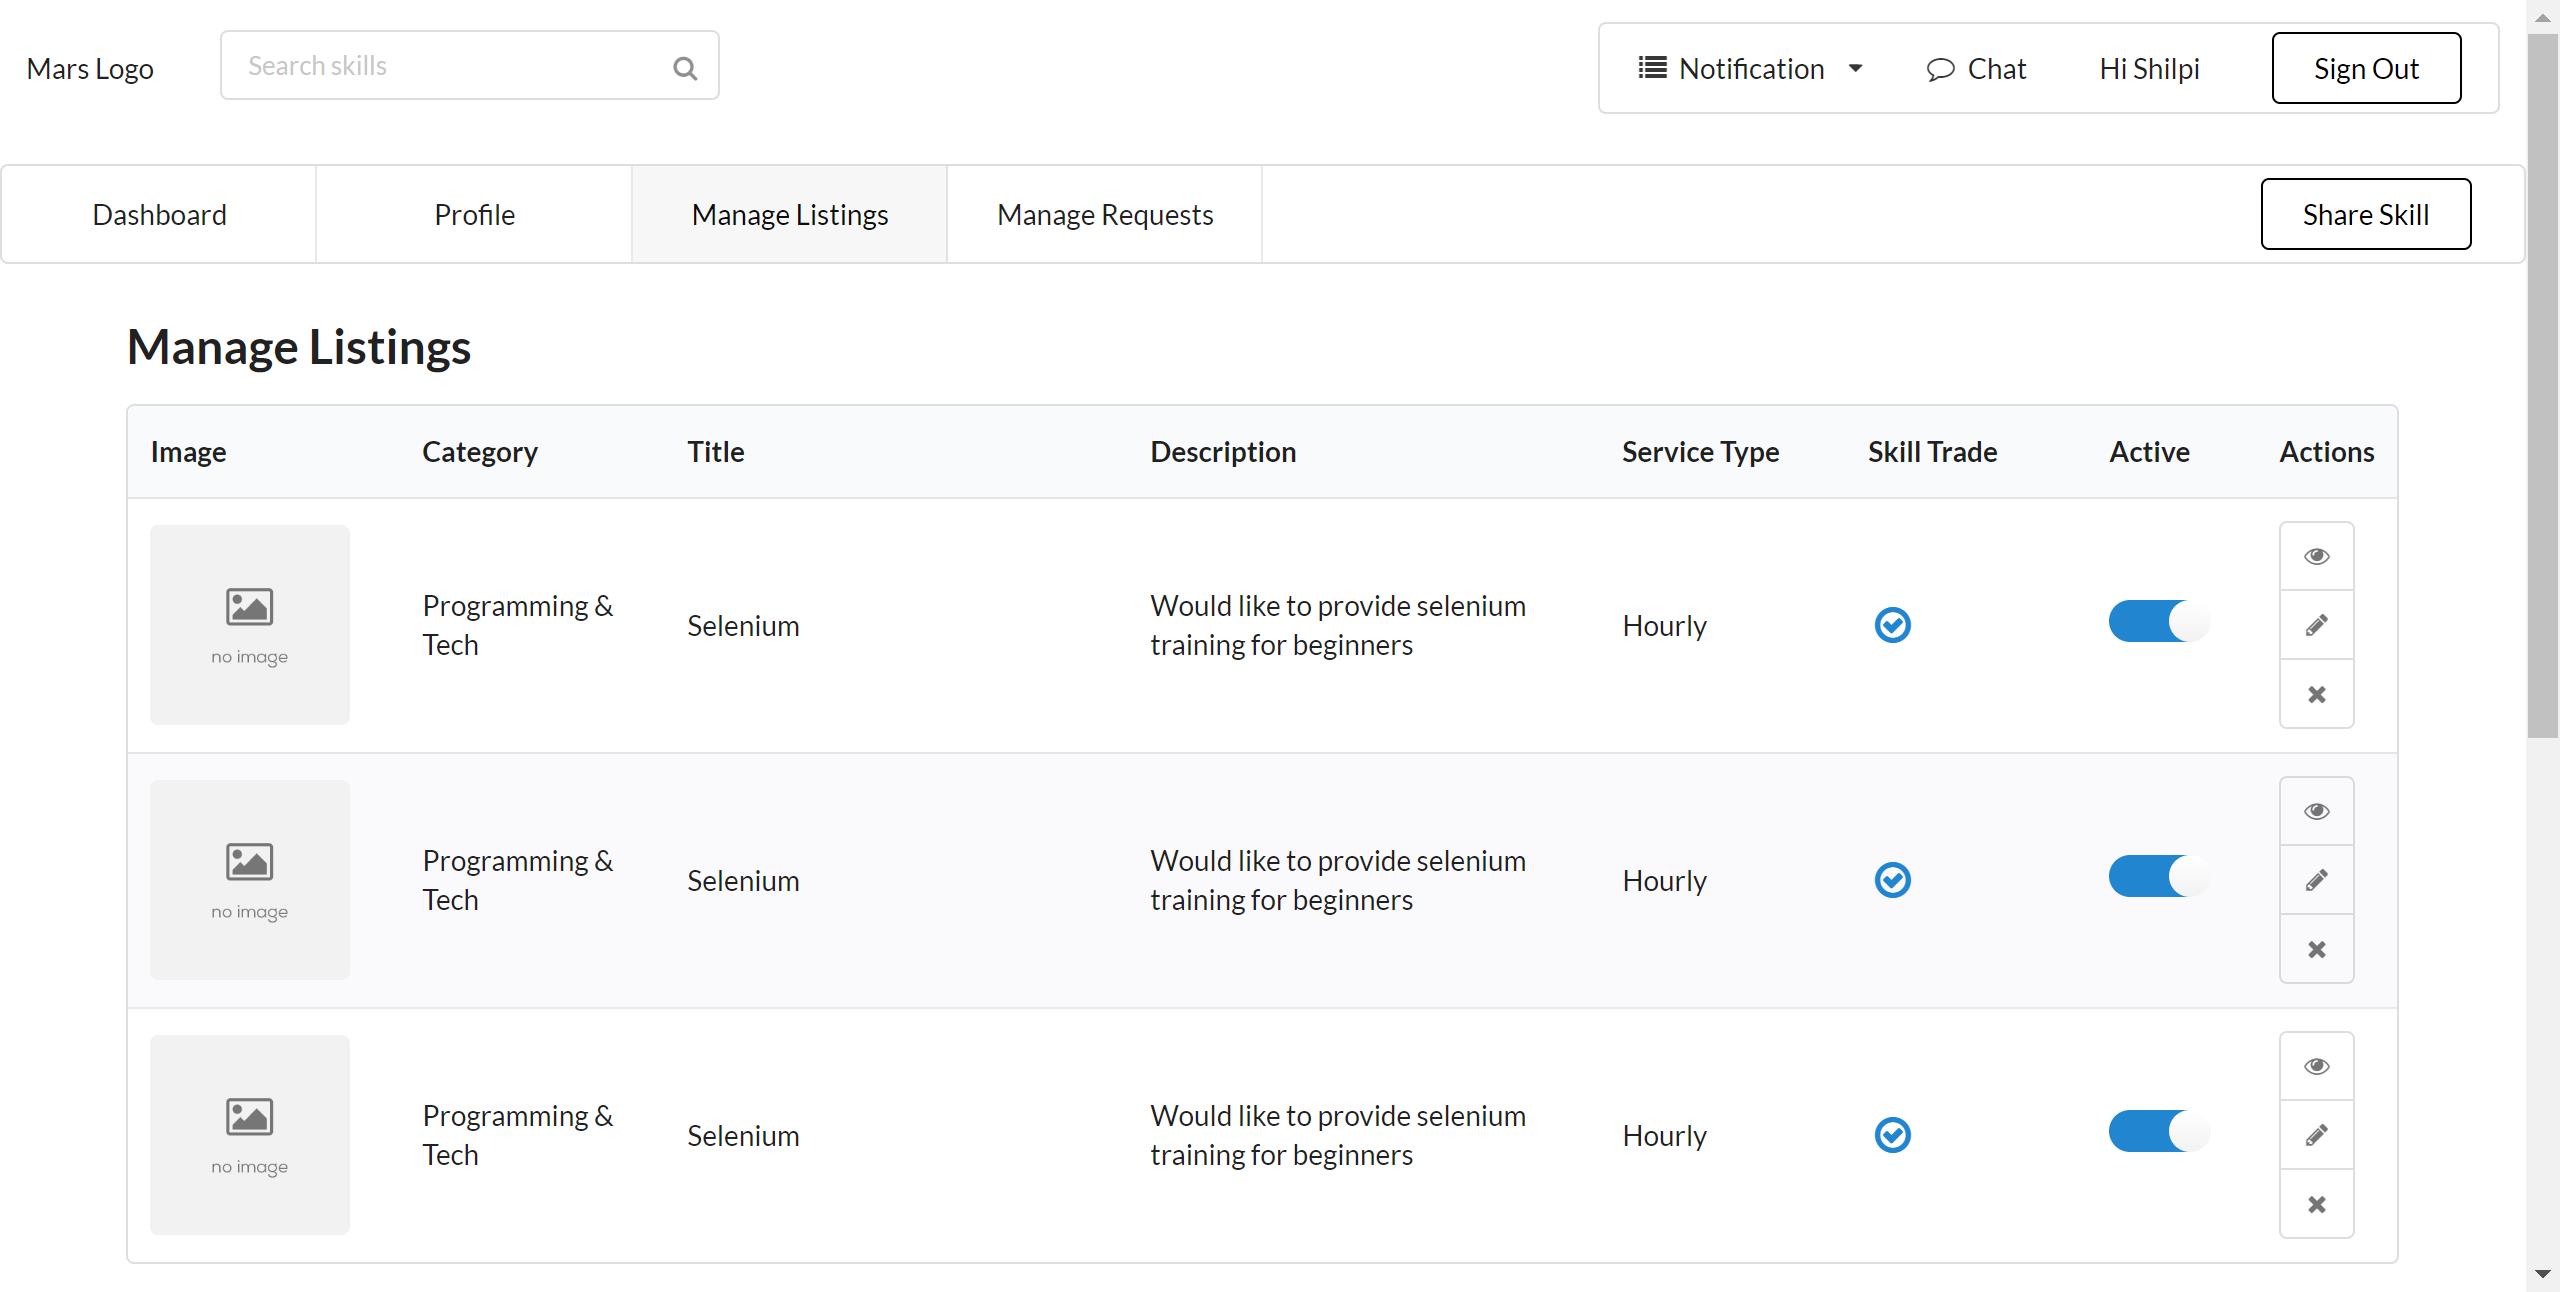 Mars Logo
Search skills
Notification
Chat
Hi Shilpi
Sign Out
Dashboard
Profile
Manage Listings
Manage Requests
Share Skill
Manage Listings
Image
Category
Title
Description
Service Type
Skill Trade
Active
Actions
no image
Programming &
Tech
Selenium
Would like to provide selenium
training for beginners
Hourly
no image
Programming &
Tech
Selenium
Would like to provide selenium
training for beginners
Hourly
no image
Programming &
Tech
Selenium
Would like to provide selenium
training for beginners
Hourly